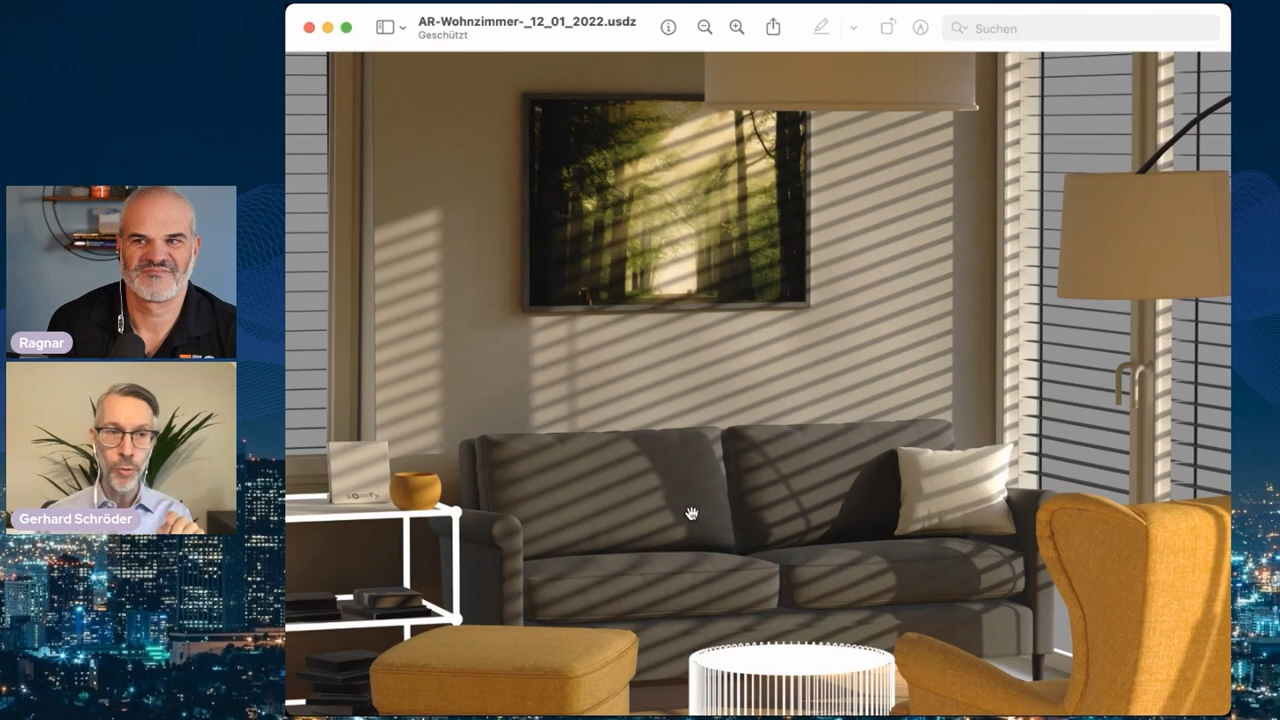 AR-Wohnzimmer-_12_01_2022.usdz
Geschützt
Suchen
Ragnar
Gerhard Schröder
somfy